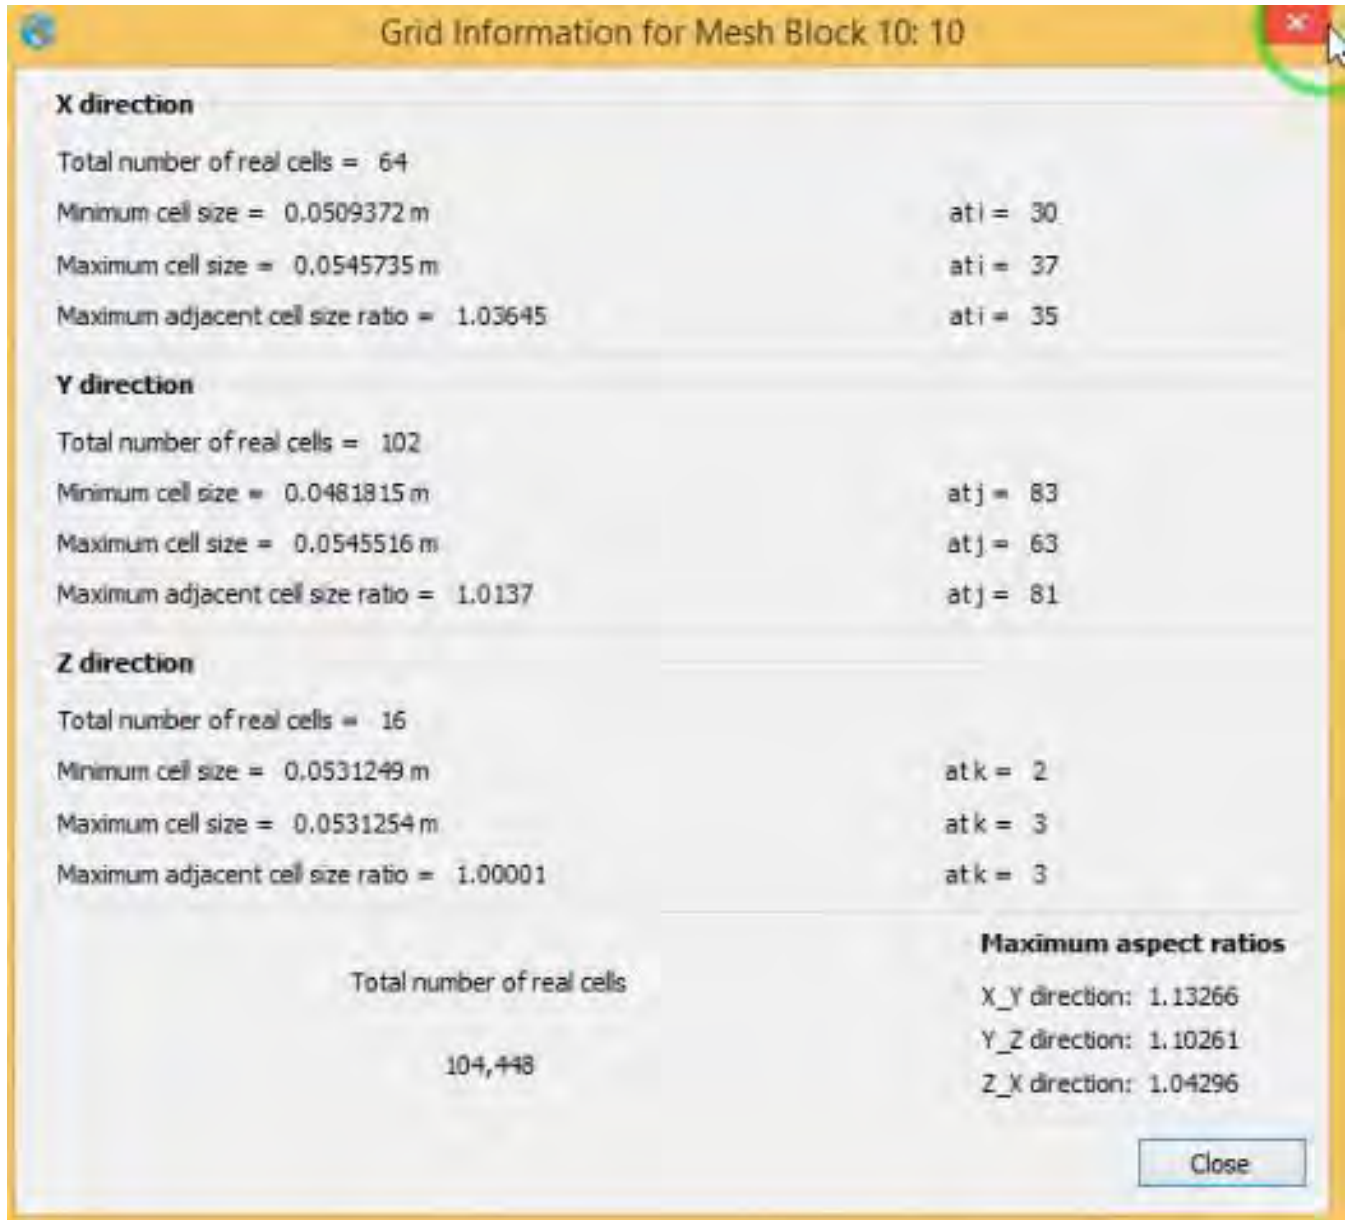 Grid Information for Mesh Block 10: 10
X direction
Total number of real cells = 64
Minimum cell size = 0.0509372 m at i = 30
Maximum cell size = 0.0545735 m at i = 37
Maximum adjacent cell size ratio = 1.03645 at i = 35
Y direction
Total number of real cells = 102
Minimum cell size = 0.0481815 m at j = 83
Maximum cell size = 0.0545516 m at j = 63
Maximum adjacent cell size ratio = 1.0137 at j = 81
Z direction
Total number of real cells = 16
Minimum cell size = 0.0531249 m at k = 2
Maximum cell size = 0.0531254 m at k = 3
Maximum adjacent cell size ratio = 1.00001 at k = 3
Maximum aspect ratios
Total number of real cells
X_Y direction: 1.13266
Y_Z direction: 1.10261
104,448
Z_X direction: 1.04296
Close